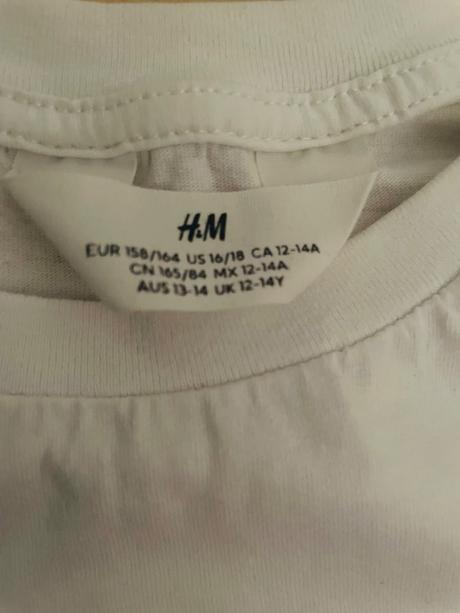 H&M
EUR 158/164 US 16/18 CA 12-14A
CN 165/84 MX 12-14A
AUS 13-14 UK 12-14Y